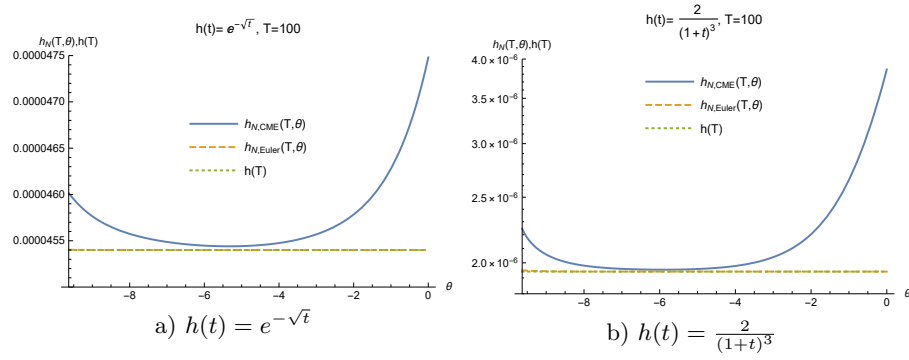 h(t)= e^{-√t}, T=100
h_N(T,θ),h(T)
0.0000475
0.0000470
0.0000465
0.0000460
0.0000455
h_{N,CME}(T,θ)
h_{N,Euler}(T,θ)
h(T)
-8 -6 -4 -2 0 θ
a) h(t) = e^{-√t}
h(t)= 2/(1+t)^3, T=100
h_N(T,θ),h(T)
4.0×10^{-6}
3.5×10^{-6}
3.0×10^{-6}
2.5×10^{-6}
2.0×10^{-6}
h_{N,CME}(T,θ)
h_{N,Euler}(T,θ)
h(T)
-8 -6 -4 -2 0 θ
b) h(t) = 2/(1+t)^3